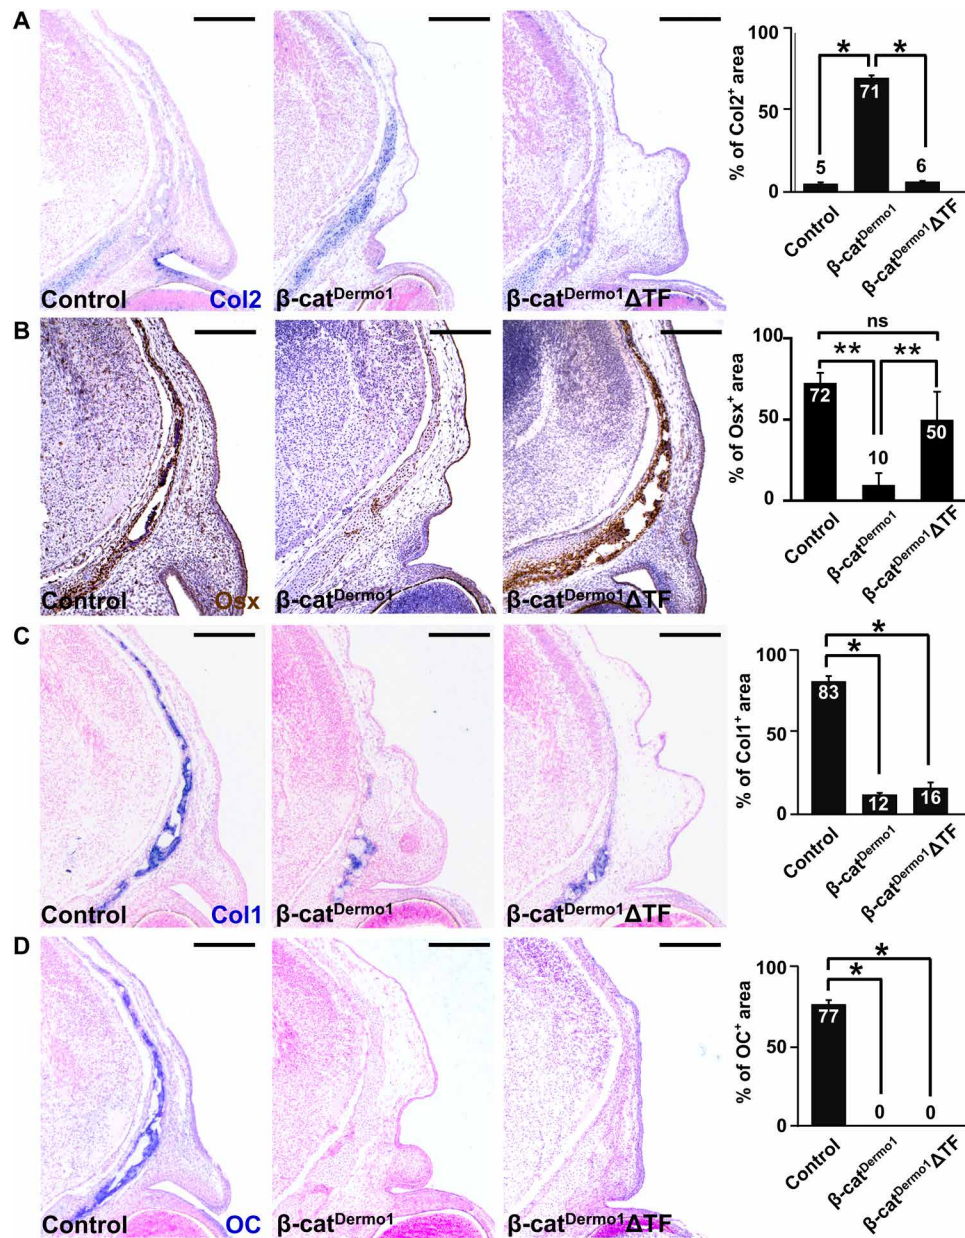 A
Control
Col2
β-cat^Dermo1
β-cat^Dermo1ΔTF
% of Col2⁺ area
100
50
0
*
*
5
71
6
Control
β-cat^Dermo1
β-cat^Dermo1ΔTF
B
Control
Osx
β-cat^Dermo1
β-cat^Dermo1ΔTF
% of Osx⁺ area
100
50
0
ns
**
**
72
10
50
Control
β-cat^Dermo1
β-cat^Dermo1ΔTF
C
Control
Col1
β-cat^Dermo1
β-cat^Dermo1ΔTF
% of Col1⁺ area
100
50
0
*
*
83
12
16
Control
β-cat^Dermo1
β-cat^Dermo1ΔTF
D
Control
OC
β-cat^Dermo1
β-cat^Dermo1ΔTF
% of OC⁺ area
100
50
0
*
*
77
0
0
Control
β-cat^Dermo1
β-cat^Dermo1ΔTF